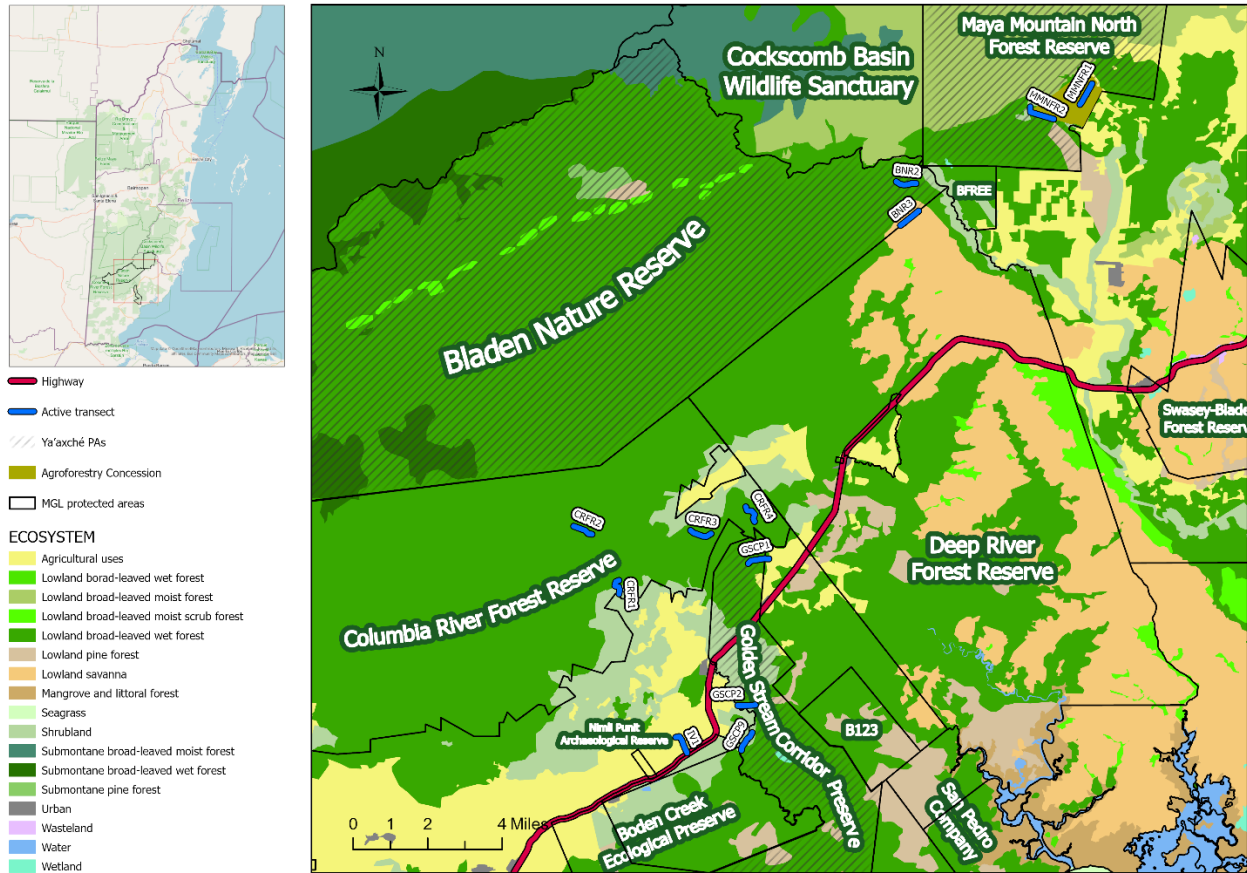 Highway
Active transect
Ya'axché PAs
Agroforestry Concession
MGL protected areas
ECOSYSTEM
Agricultural uses
Lowland borad-leaved wet forest
Lowland broad-leaved moist forest
Lowland broad-leaved moist scrub forest
Lowland broad-leaved wet forest
Lowland pine forest
Lowland savanna
Mangrove and littoral forest
Seagrass
Shrubland
Submontane broad-leaved moist forest
Submontane broad-leaved wet forest
Submontane pine forest
Urban
Wasteland
Water
Wetland
N
Cockscomb Basin
Wildlife Sanctuary
Maya Mountain North
Forest Reserve
MMNFR1
MMNFR2
BNR2
BFREE
BNR3
Bladen Nature Reserve
Swasey-Blade
Forest Reserv
CRFR2
CRFR3
CRFR4
GSCP1
CRFR1
Deep River
Forest Reserve
Columbia River Forest Reserve
Golden Stream Corridor Preserve
GSCP2
GSCP9
IV1
Nimli Punit
Archaeological Reserve
B123
San Pedro
Company
Boden Creek
Ecological Preserve
0 1 2 4 Miles